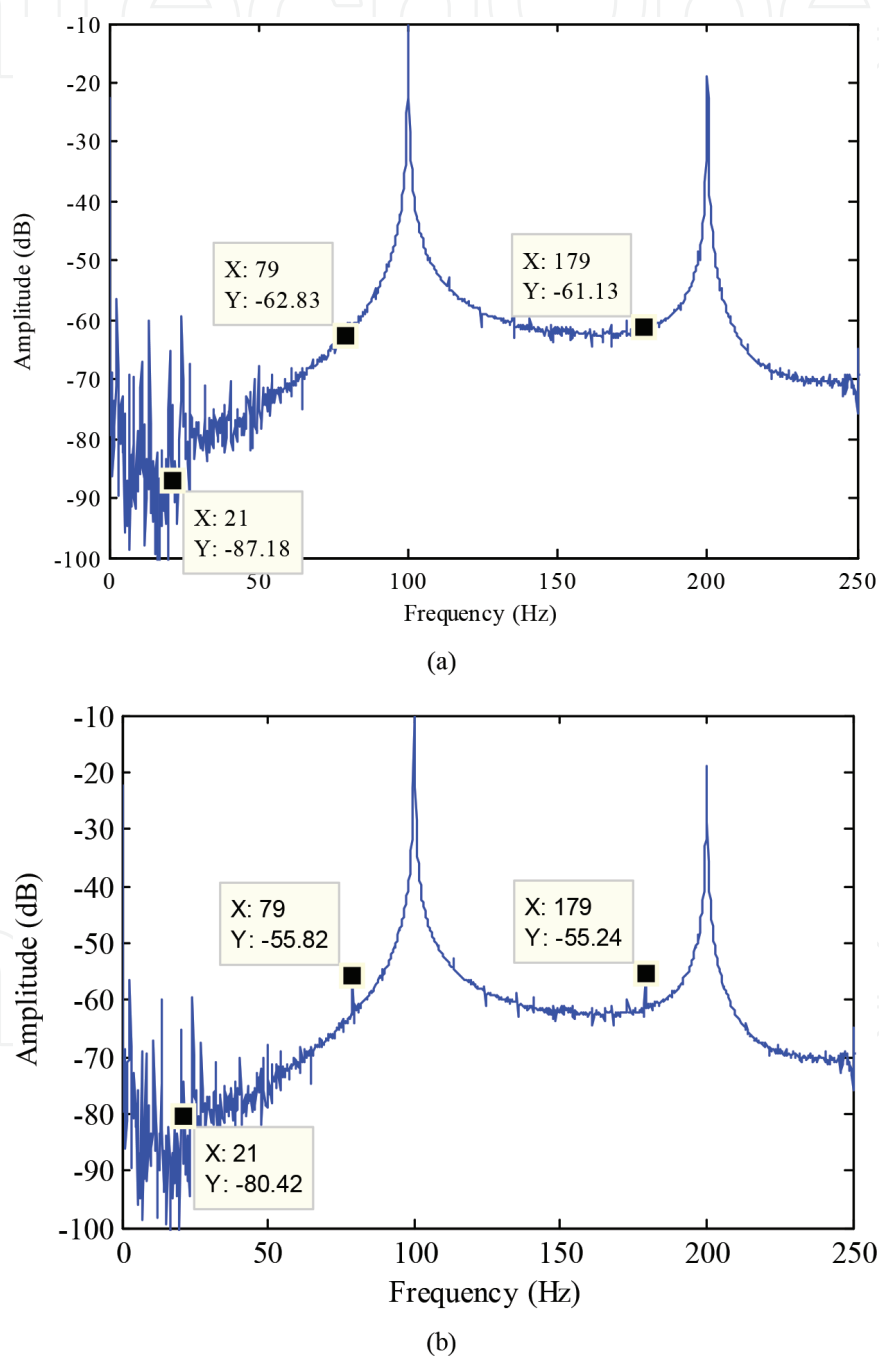 -10
-20
-30
-40
-50
-60
-70
-80
-90
-100
Amplitude (dB)
X: 79
Y: -62.83
X: 179
Y: -61.13
X: 21
Y: -87.18
0 50 100 150 200 250
Frequency (Hz)
(a)
-10
-20
-30
-40
-50
-60
-70
-80
-90
-100
Amplitude (dB)
X: 79
Y: -55.82
X: 179
Y: -55.24
X: 21
Y: -80.42
0 50 100 150 200 250
Frequency (Hz)
(b)